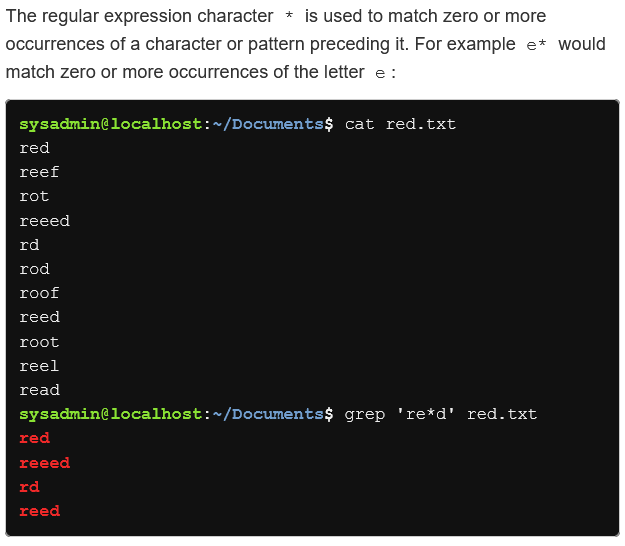 The regular expression character * is used to match zero or more
occurrences of a character or pattern preceding it. For example e* would
match zero or more occurrences of the letter e:
sysadmin@localhost:~/Documents$ cat red.txt
red
reef
rot
reeed
rd
rod
roof
reed
root
reel
read
sysadmin@localhost:~/Documents$ grep 're*d' red.txt
red
reeed
rd
reed